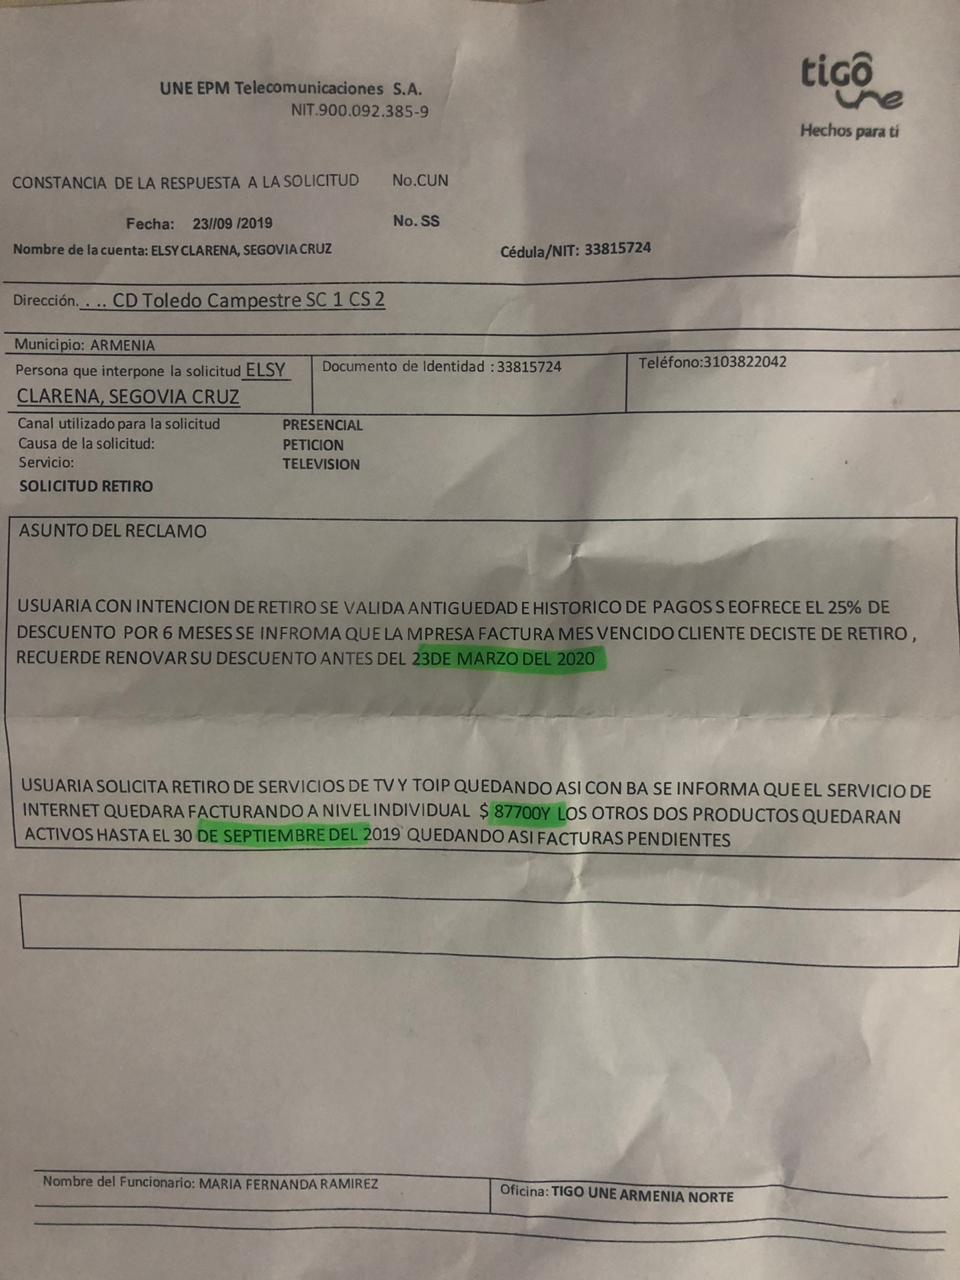 UNE EPM Telecomunicaciones S.A.
NIT.900.092.385-9
tigo
une
Hechos para ti
CONSTANCIA DE LA RESPUESTA A LA SOLICITUD No.CUN
Fecha: 23//09 /2019 No. SS
Nombre de la cuenta: ELSY CLARENA, SEGOVIA CRUZ Cédula/NIT: 33815724
Dirección. . .. CD Toledo Campestre SC 1 CS 2
Municipio: ARMENIA
Persona que interpone la solicitud ELSY
CLARENA, SEGOVIA CRUZ
Documento de Identidad : 33815724
Teléfono:3103822042
Canal utilizado para la solicitud PRESENCIAL
Causa de la solicitud: PETICION
Servicio: TELEVISION
SOLICITUD RETIRO
ASUNTO DEL RECLAMO
USUARIA CON INTENCION DE RETIRO SE VALIDA ANTIGUEDAD E HISTORICO DE PAGOS S EOFRECE EL 25% DE
DESCUENTO POR 6 MESES SE INFROMA QUE LA MPRESA FACTURA MES VENCIDO CLIENTE DECISTE DE RETIRO ,
RECUERDE RENOVAR SU DESCUENTO ANTES DEL 23DE MARZO DEL 2020
USUARIA SOLICITA RETIRO DE SERVICIOS DE TV Y TOIP QUEDANDO ASI CON BA SE INFORMA QUE EL SERVICIO DE
INTERNET QUEDARA FACTURANDO A NIVEL INDIVIDUAL $ 87700Y LOS OTROS DOS PRODUCTOS QUEDARAN
ACTIVOS HASTA EL 30 DE SEPTIEMBRE DEL 2019 QUEDANDO ASI FACTURAS PENDIENTES
Nombre del Funcionario: MARIA FERNANDA RAMIREZ
Oficina: TIGO UNE ARMENIA NORTE